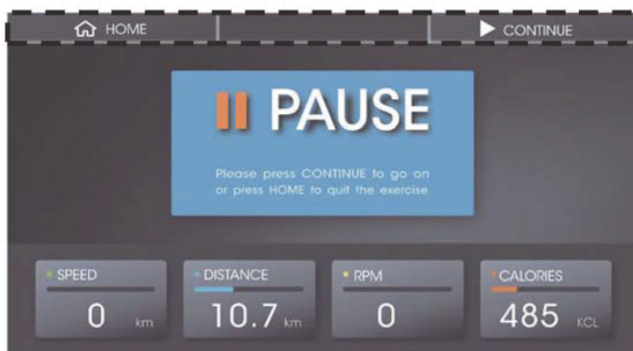 HOME
CONTINUE
PAUSE
Please press CONTINUE to go on
or press HOME to quit the exercise
SPEED
DISTANCE
RPM
CALORIES
0 km
10.7 km
0
485 KCL